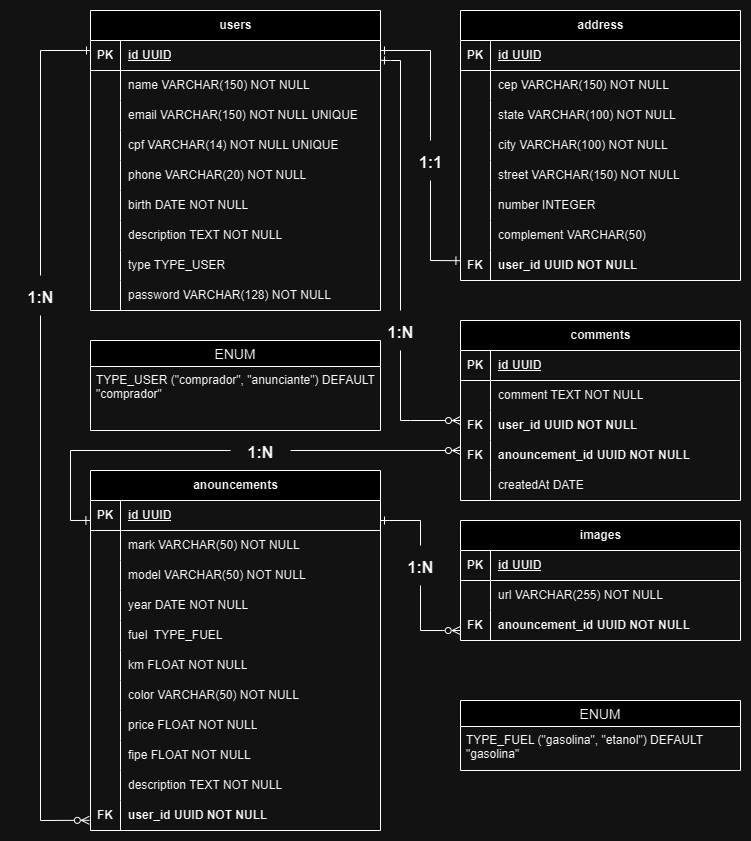 users
PK id UUID
name VARCHAR(150) NOT NULL
email VARCHAR(150) NOT NULL UNIQUE
cpf VARCHAR(14) NOT NULL UNIQUE
phone VARCHAR(20) NOT NULL
birth DATE NOT NULL
description TEXT NOT NULL
type TYPE_USER
password VARCHAR(128) NOT NULL
address
PK id UUID
cep VARCHAR(150) NOT NULL
state VARCHAR(100) NOT NULL
city VARCHAR(100) NOT NULL
street VARCHAR(150) NOT NULL
number INTEGER
complement VARCHAR(50)
FK user_id UUID NOT NULL
1:1
1:N
1:N
ENUM
TYPE_USER ("comprador", "anunciante") DEFAULT
"comprador"
comments
PK id UUID
comment TEXT NOT NULL
FK user_id UUID NOT NULL
FK anouncement_id UUID NOT NULL
createdAt DATE
1:N
anouncements
PK id UUID
mark VARCHAR(50) NOT NULL
model VARCHAR(50) NOT NULL
year DATE NOT NULL
fuel TYPE_FUEL
km FLOAT NOT NULL
color VARCHAR(50) NOT NULL
price FLOAT NOT NULL
fipe FLOAT NOT NULL
description TEXT NOT NULL
FK user_id UUID NOT NULL
1:N
images
PK id UUID
url VARCHAR(255) NOT NULL
FK anouncement_id UUID NOT NULL
ENUM
TYPE_FUEL ("gasolina", "etanol") DEFAULT
"gasolina"